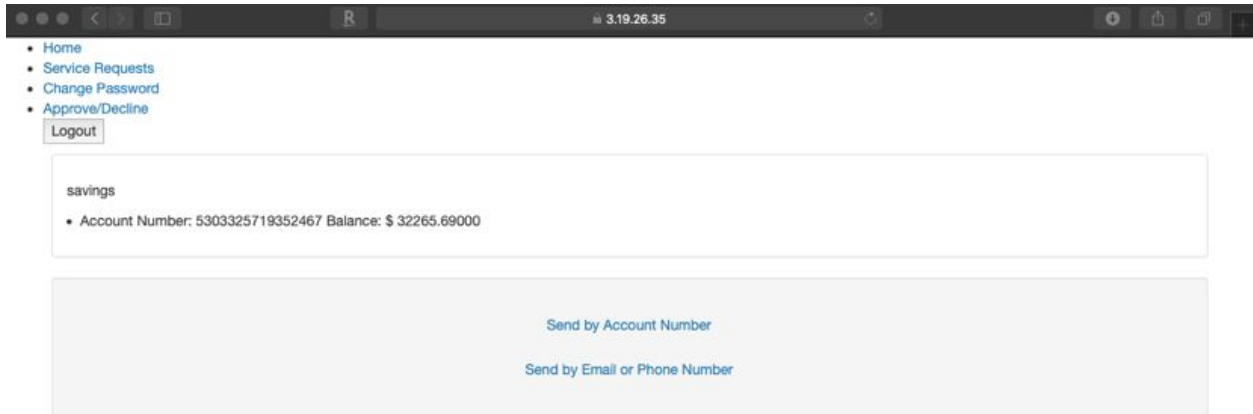 R
3.19.26.35
Home
Service Requests
Change Password
Approve/Decline
Logout
savings
Account Number: 5303325719352467 Balance: $ 32265.69000
Send by Account Number
Send by Email or Phone Number